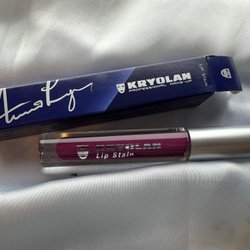 KRYOLAN
PROFESSIONAL MAKE-UP
KRYOLAN
Lip Stain